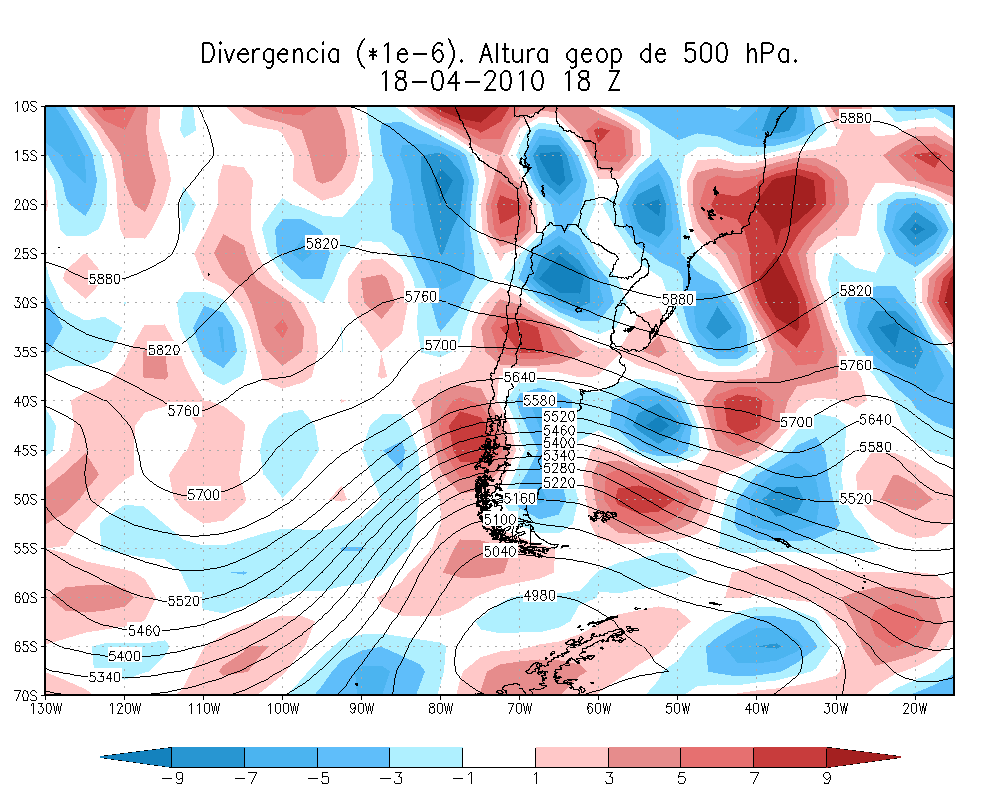 Divergencia (*1e-6). Altura geop de 500 hPa.
18-04-2010 18 Z
10S
15S
20S
25S
30S
35S
40S
45S
50S
55S
60S
65S
70S
5880
5820
5880
5760
5880
5820
5820
5700
5760
5640
5760
5580
5700
5640
5520
5460
5400
5580
5340
5280
5220
5700
5160
5520
5100
5040
4980
5520
5460
5400
5340
130W 120W 110W 100W 90W 80W 70W 60W 50W 40W 30W 20W
-9 -7 -5 -3 -1 1 3 5 7 9